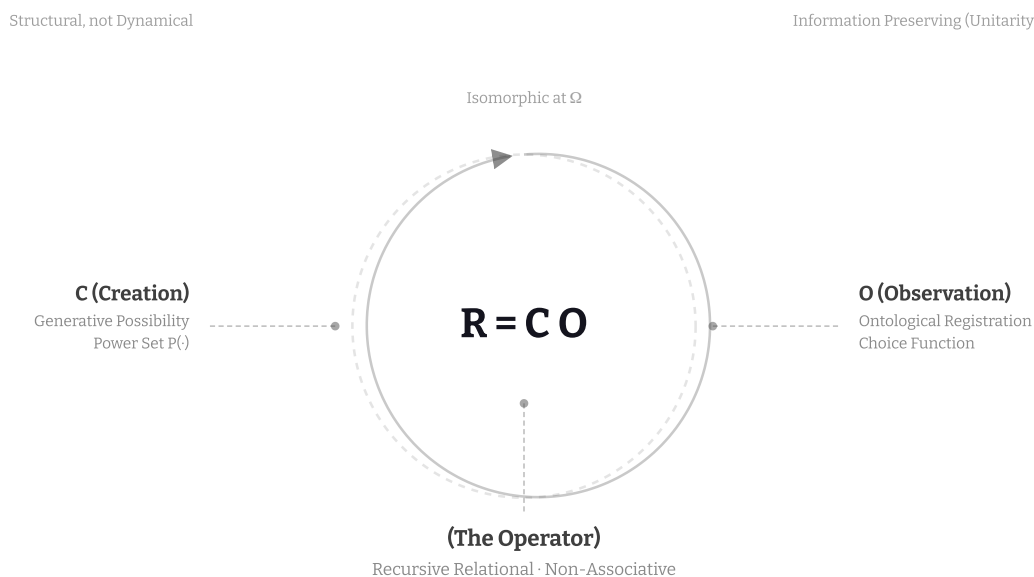 Structural, not Dynamical
Information Preserving (Unitarity
Isomorphic at Ω
C (Creation)
Generative Possibility
Power Set P(·)
R = C O
O (Observation)
Ontological Registration
Choice Function
(The Operator)
Recursive Relational · Non-Associative